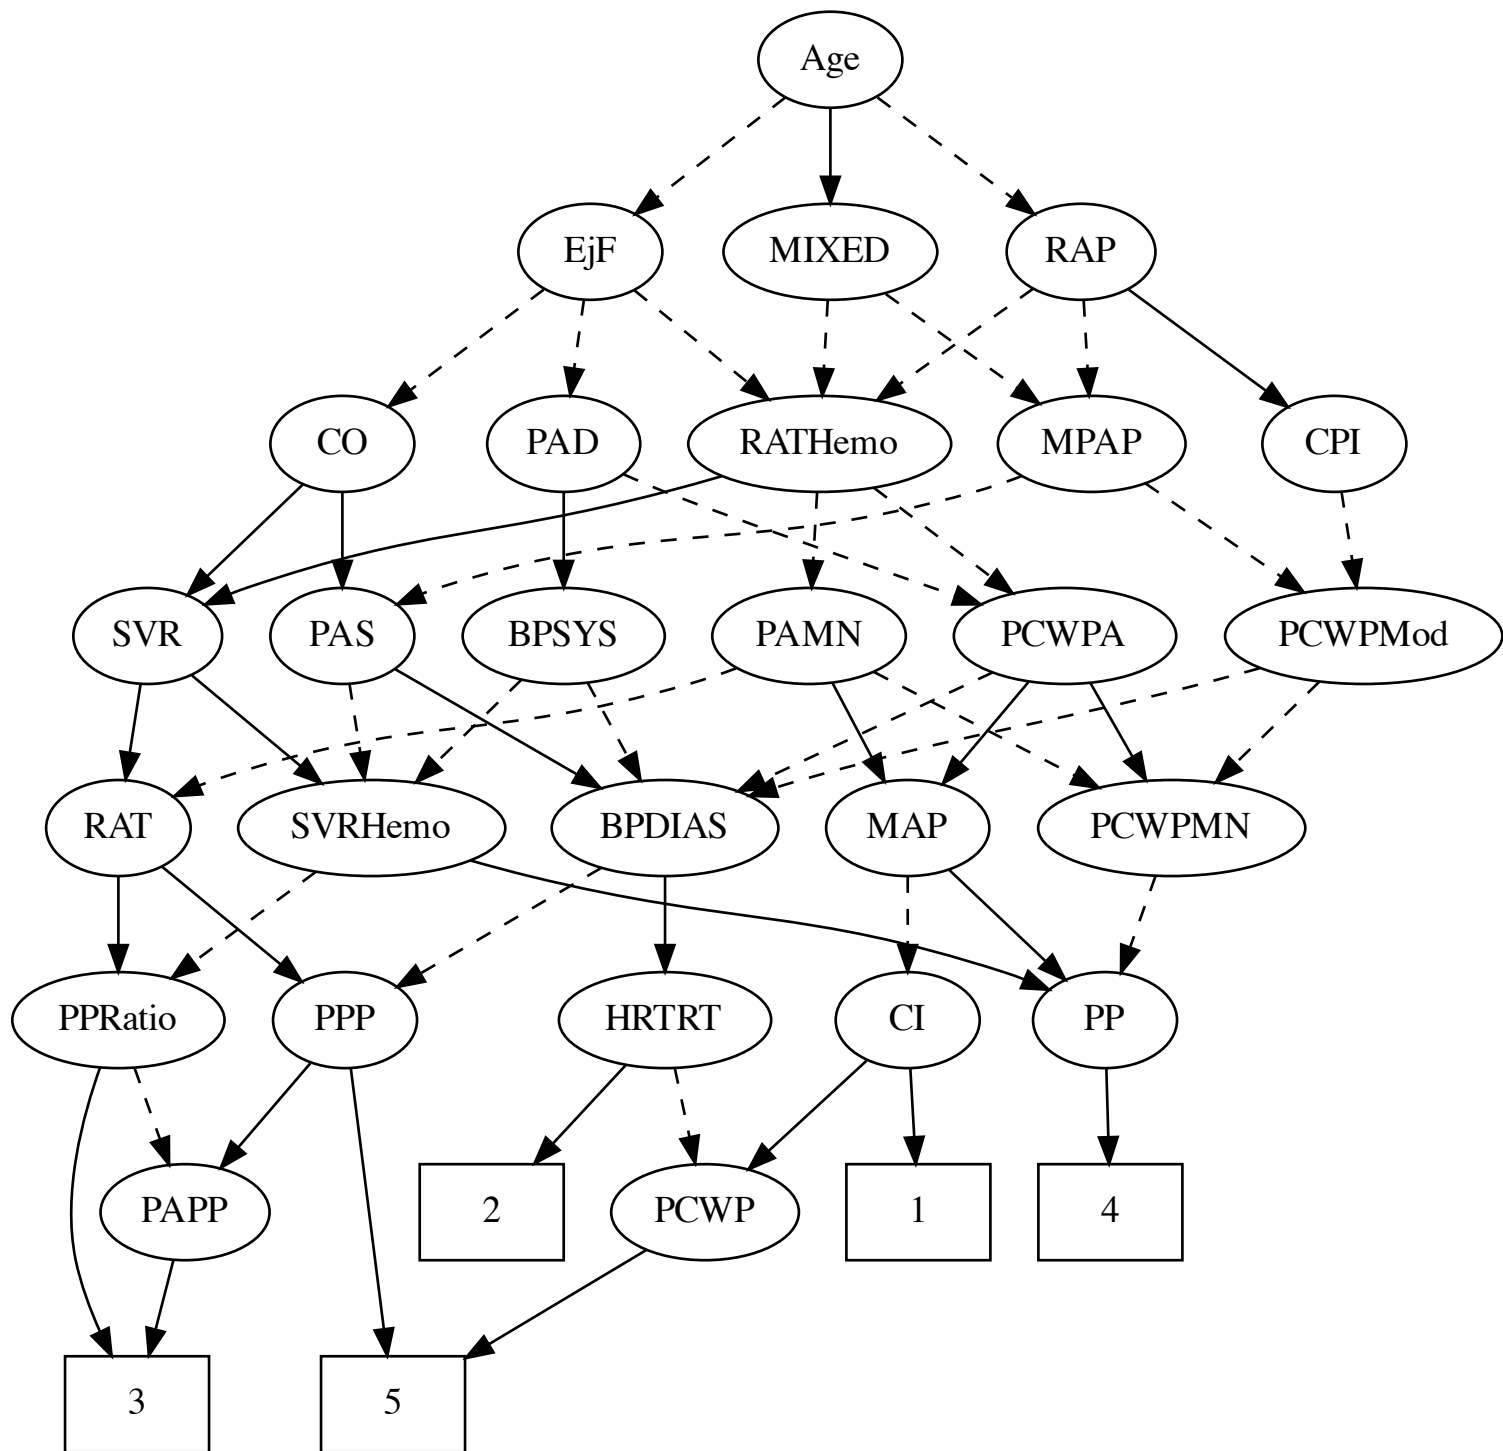 Age
EjF
MIXED
RAP
CO
PAD
RATHemo
MPAP
CPI
SVR
PAS
BPSYS
PAMN
PCWPA
PCWPMod
RAT
SVRHemo
BPDIAS
MAP
PCWPMN
PPRatio
PPP
HRTRT
CI
PP
PAPP
2
PCWP
1
4
3
5